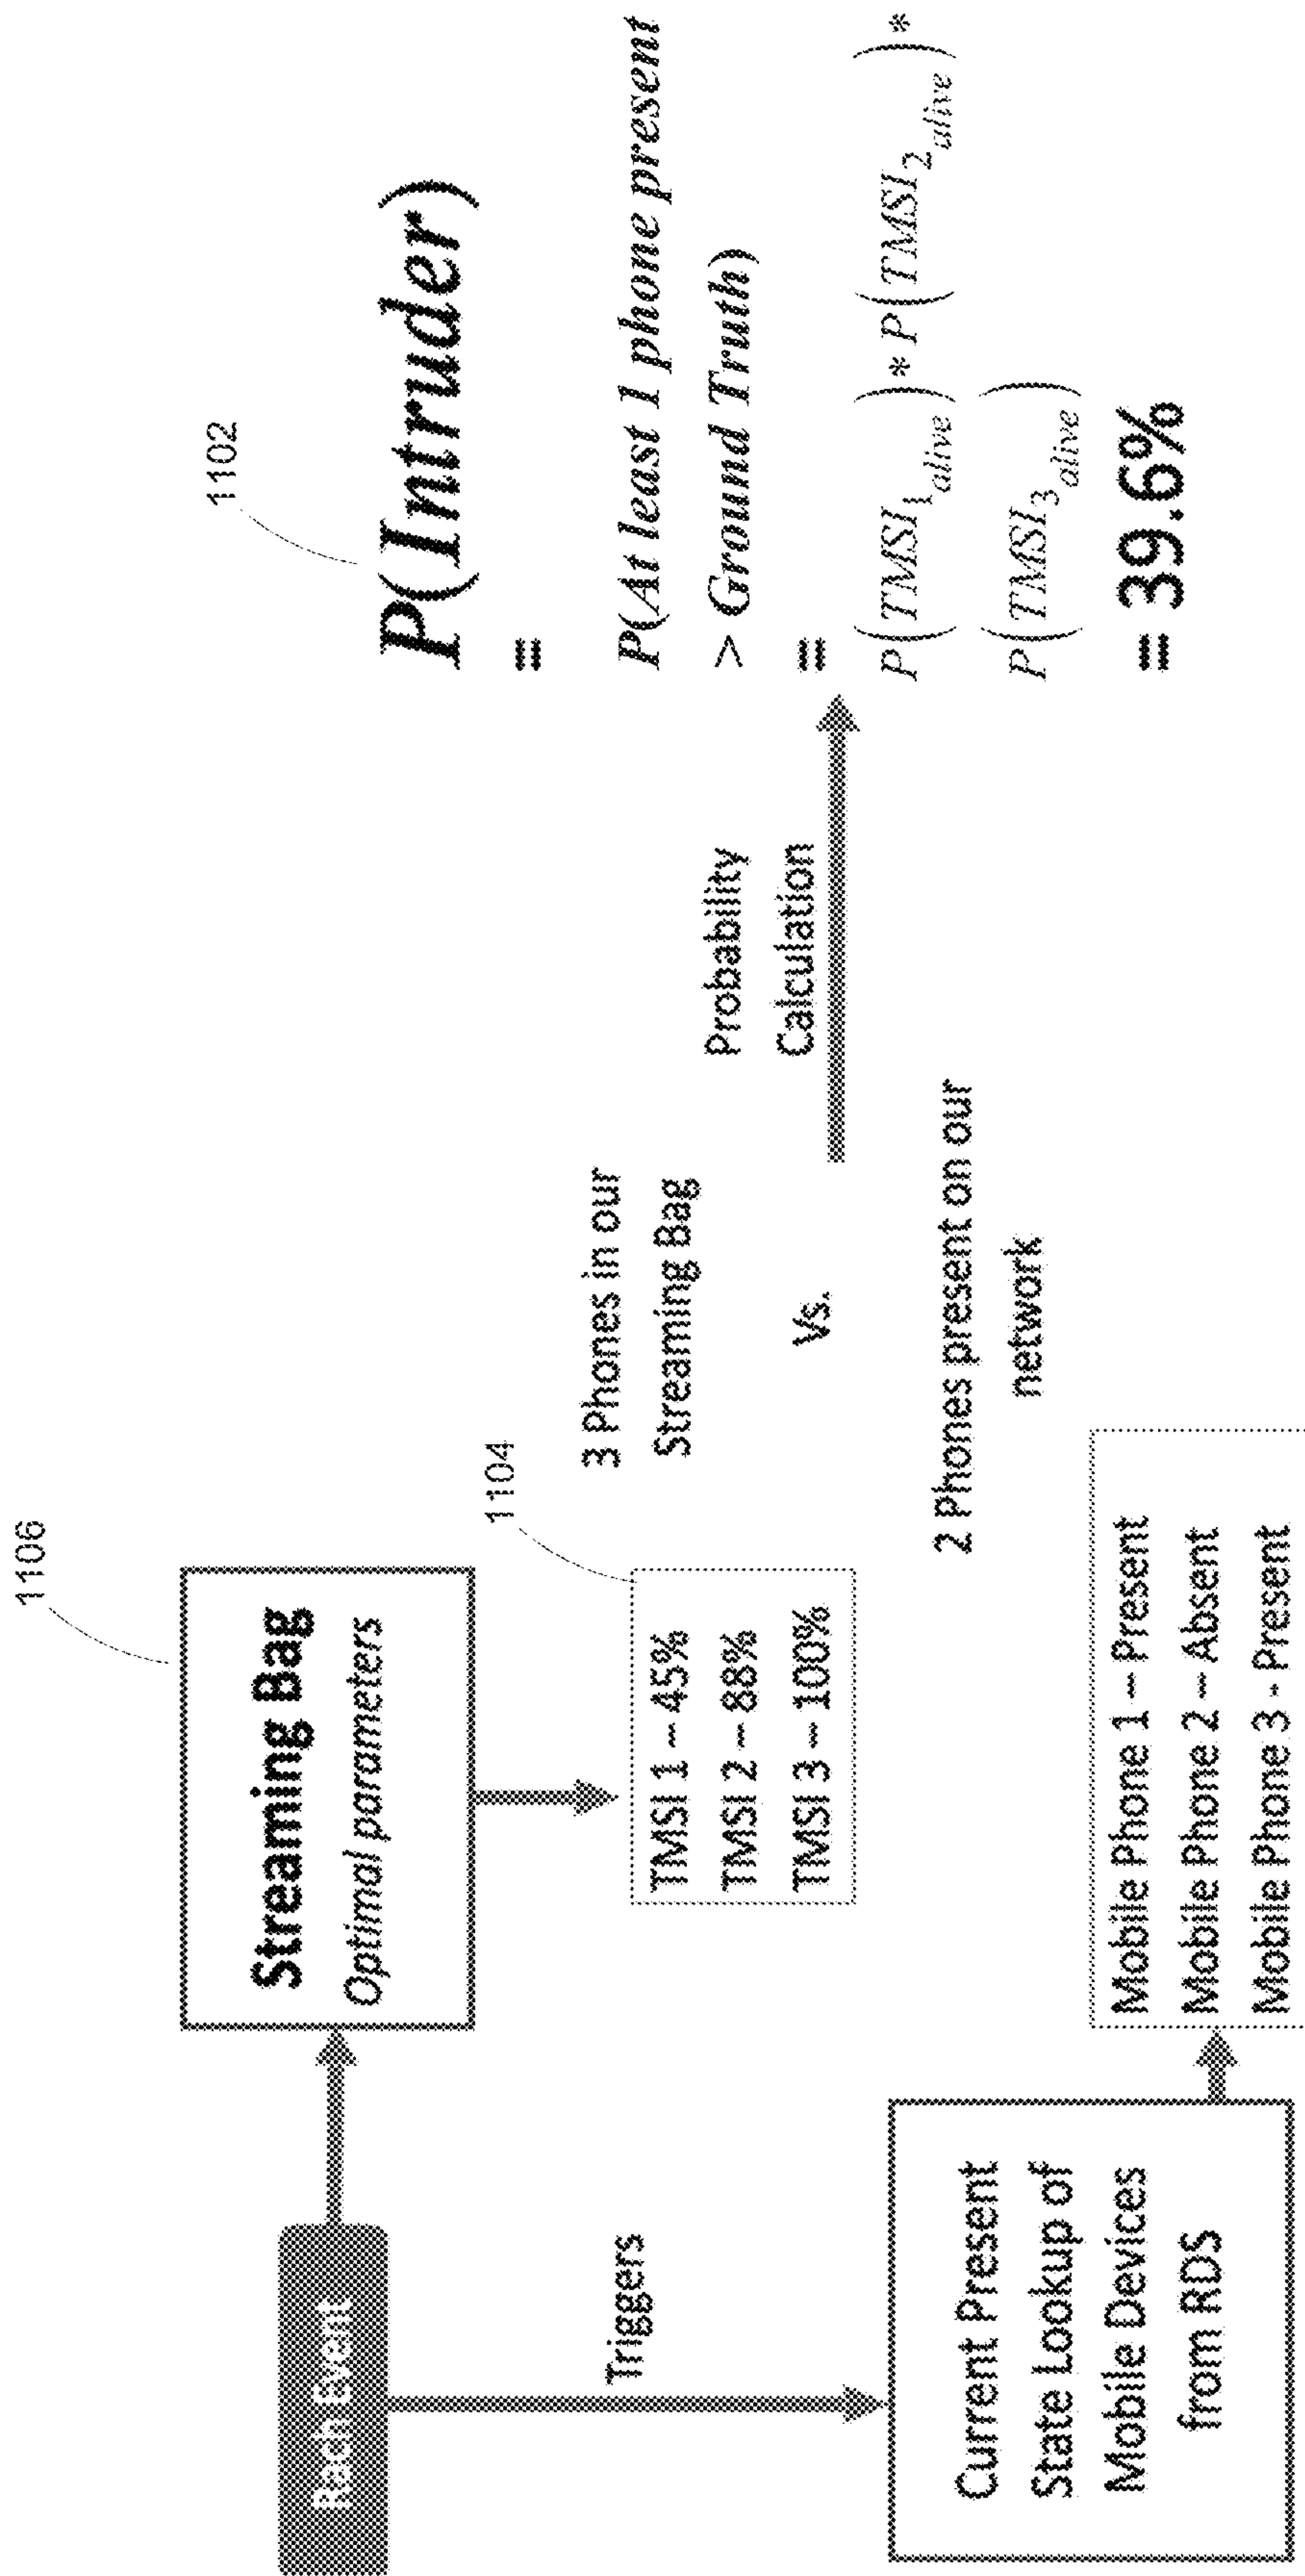 Rach Event
Triggers
Current Present
State Lookup of
Mobile Devices
from RDS
1106
Streaming Bag
Optimal parameters
1104
TMSI 1 – 45%
TMSI 2 – 88%
TMSI 3 – 100%
Mobile Phone 1 – Present
Mobile Phone 2 – Absent
Mobile Phone 3 - Present
3 Phones in our
Streaming Bag
Vs.
2 Phones present on our
network
Probability
Calculation
1102
P(Intruder)
=
P(At least 1 phone present
> Ground Truth)
=
P(TMSI1alive) * P(TMSI2alive) *
P(TMSI3alive)
= 39.6%